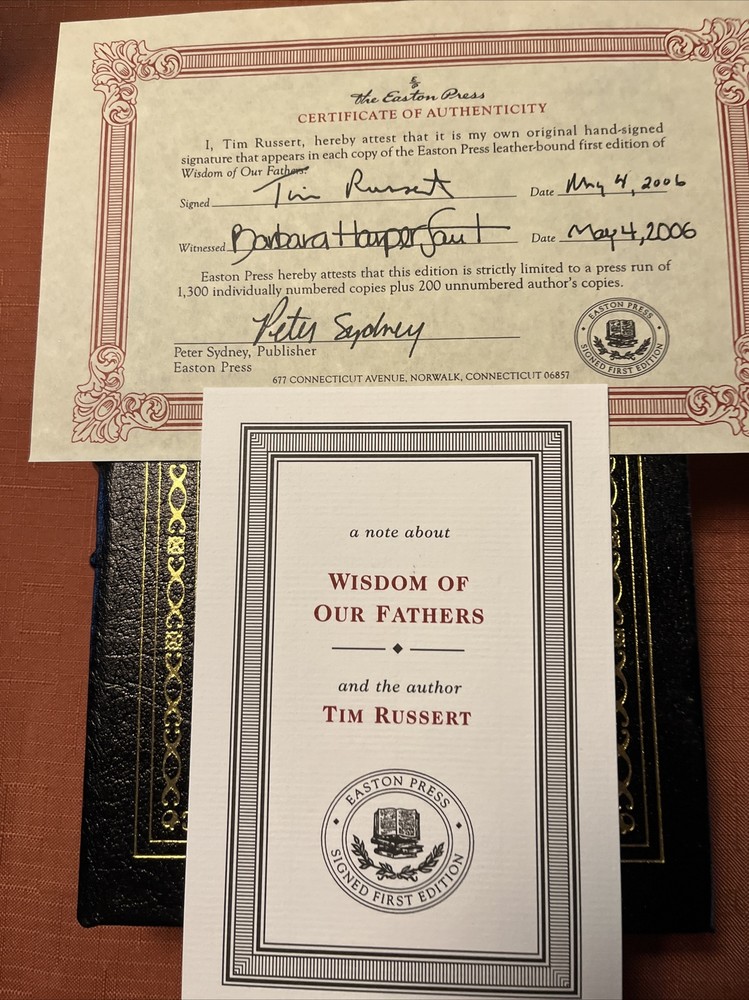 the Easton Press
CERTIFICATE OF AUTHENTICITY
I, Tim Russert, hereby attest that it is my own original hand-signed
signature that appears in each copy of the Easton Press leather-bound first edition of
Wisdom of Our Fathers.
Signed Tim Russert Date May 4, 2006
Witnessed Barbara Harper Date May 4, 2006
Easton Press hereby attests that this edition is strictly limited to a press run of
1,300 individually numbered copies plus 200 unnumbered author's copies.
Peter Sydney
Peter Sydney, Publisher
Easton Press
EASTON PRESS
SIGNED FIRST EDITION
677 CONNECTICUT AVENUE, NORWALK, CONNECTICUT 06857
a note about
WISDOM OF
OUR FATHERS
and the author
TIM RUSSERT
EASTON PRESS
SIGNED FIRST EDITION